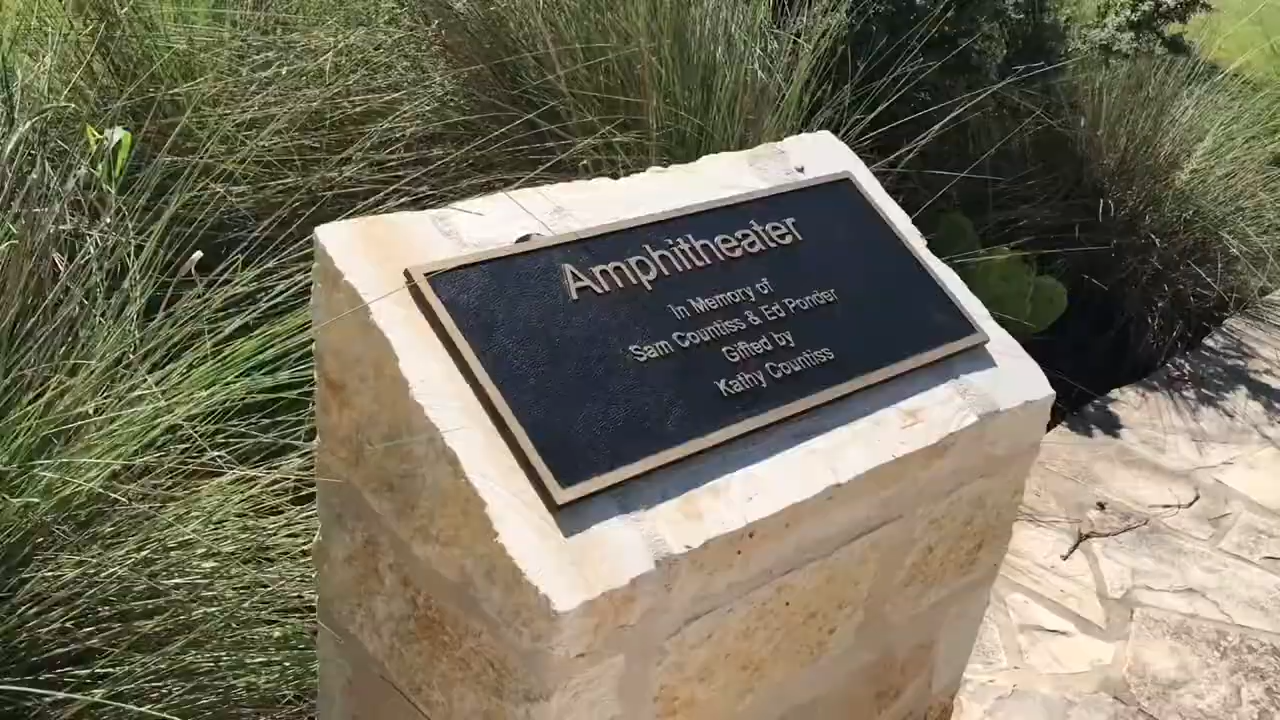 Amphitheater
In Memory of
Sam Countiss & Ed Ponder
Gifted by
Kathy Countiss